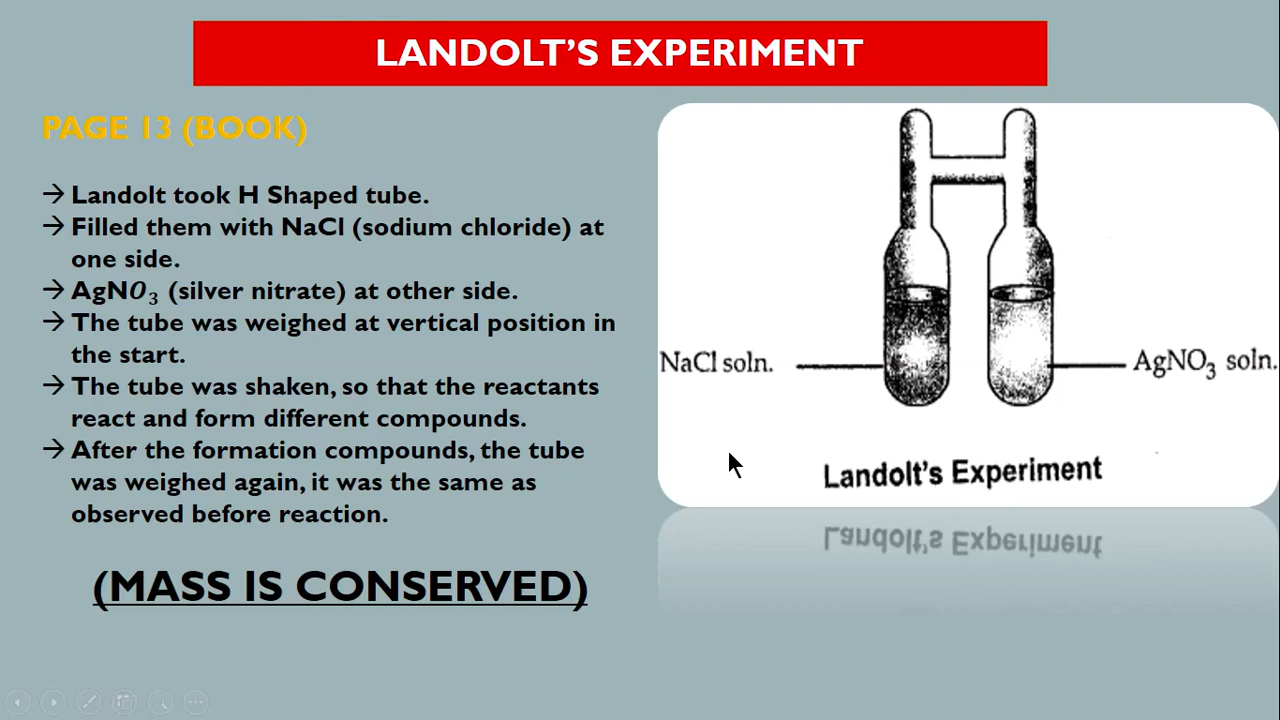 LANDOLT'S EXPERIMENT
PAGE 13 (BOOK)
→ Landolt took H Shaped tube.
→ Filled them with NaCl (sodium chloride) at
one side.
→ AgNO₃ (silver nitrate) at other side.
→ The tube was weighed at vertical position in
the start.
→ The tube was shaken, so that the reactants
react and form different compounds.
→ After the formation compounds, the tube
was weighed again, it was the same as
observed before reaction.
(MASS IS CONSERVED)
NaCl soln.
AgNO₃ soln.
Landolt's Experiment